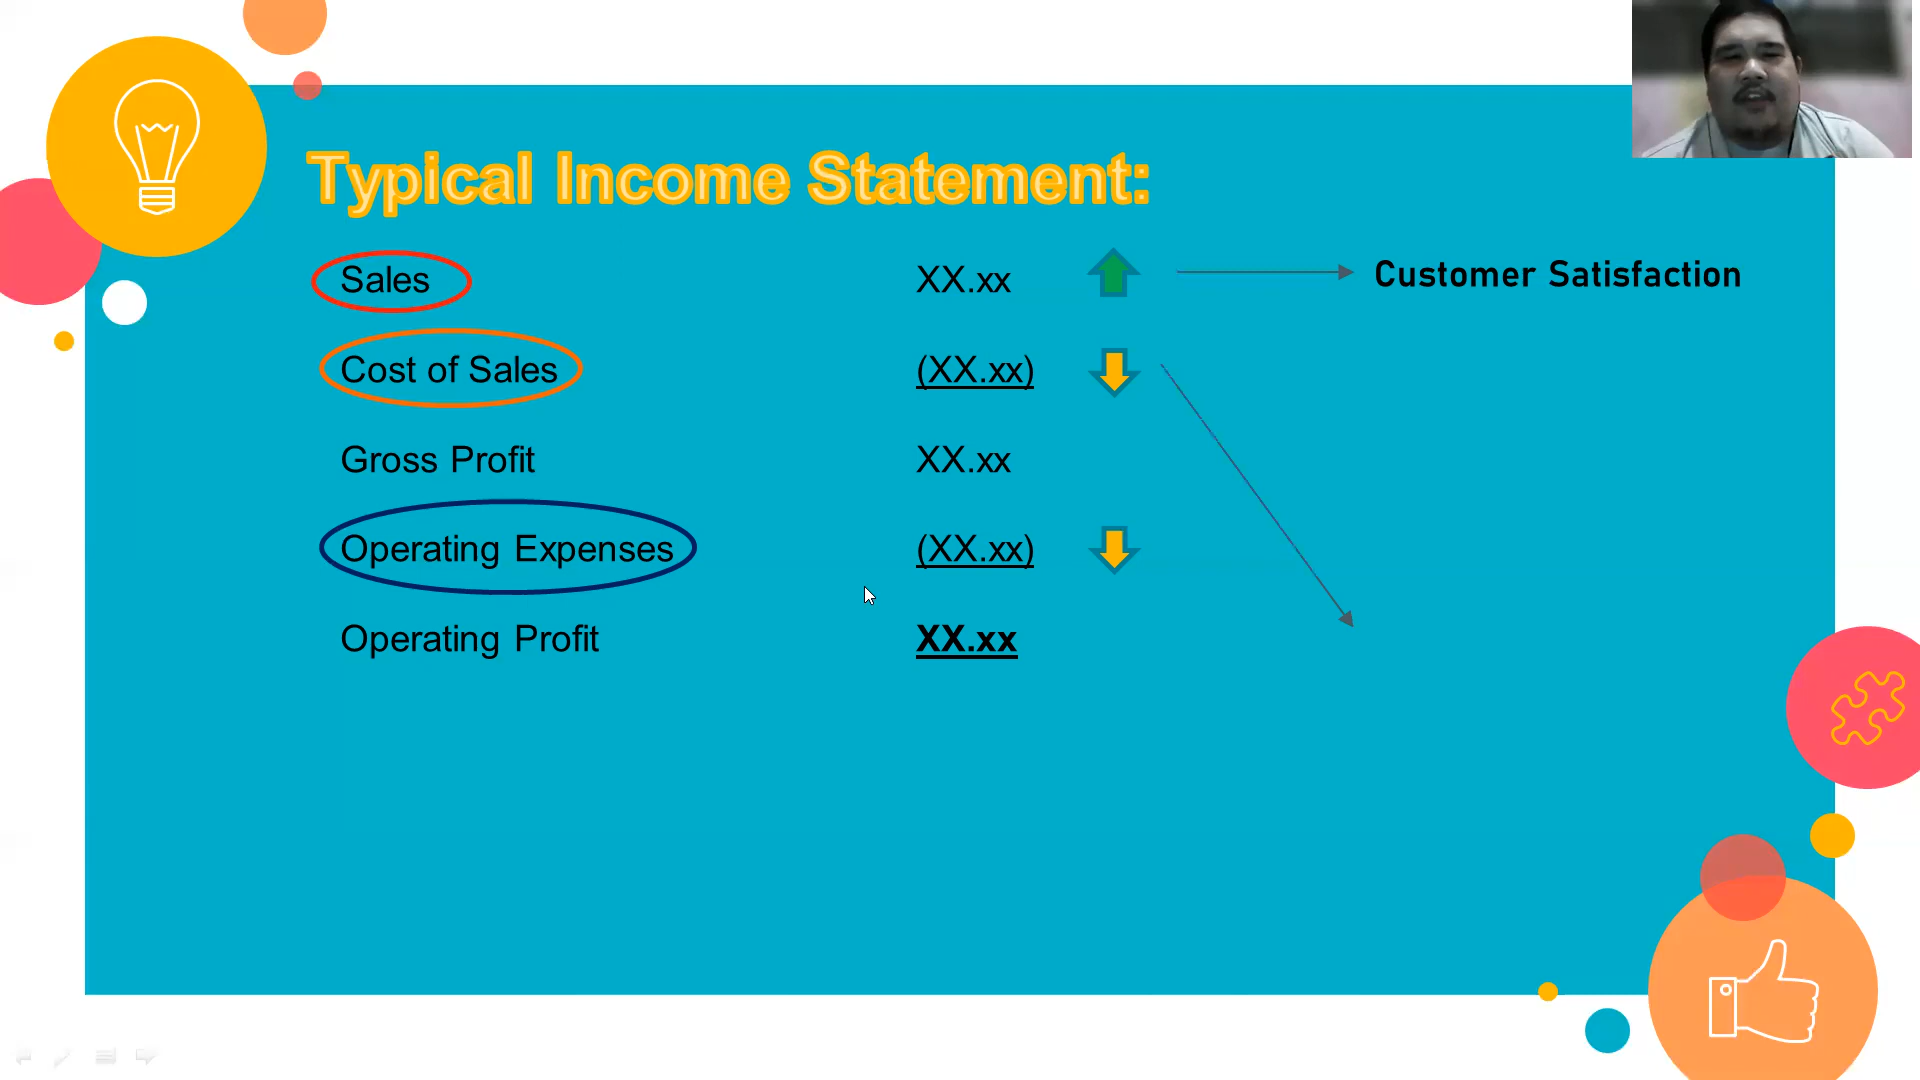 Typical Income Statement:
Sales XX.xx Customer Satisfaction
Cost of Sales (XX.xx)
Gross Profit XX.xx
Operating Expenses (XX.xx)
Operating Profit XX.xx